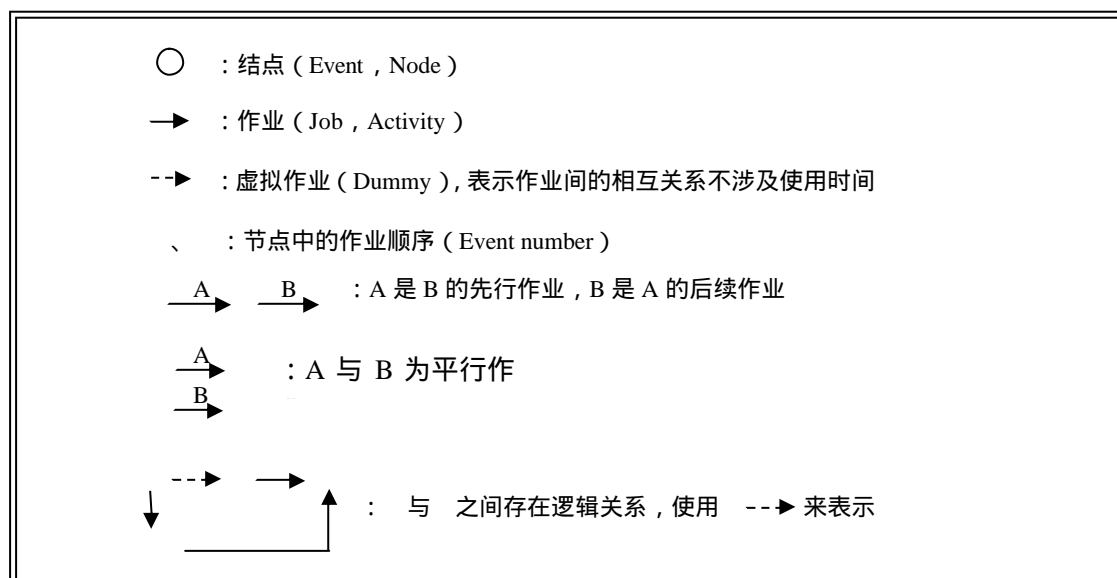 ：结点（Event，Node）
：作业（Job，Activity）
：虚拟作业（Dummy），表示作业间的相互关系不涉及使用时间
、 ：节点中的作业顺序（Event number）
A B ：A 是 B 的先行作业，B 是 A 的后续作业
A
：A 与 B 为平行作
B
： 与 之间存在逻辑关系，使用 来表示